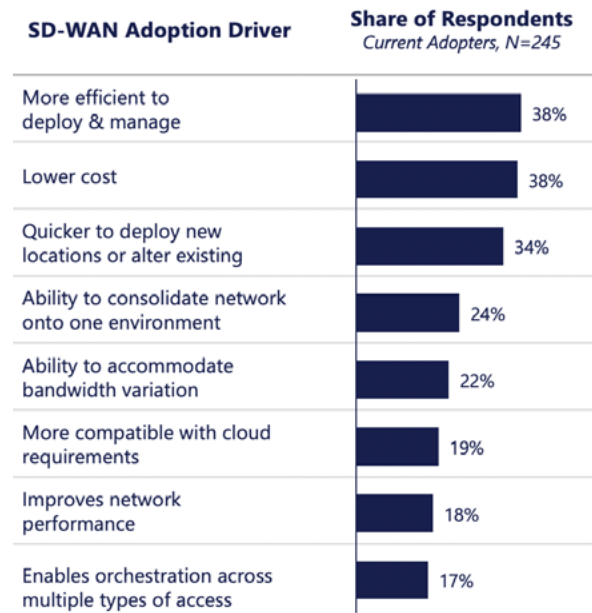 SD-WAN Adoption Driver
Share of Respondents
Current Adopters, N=245
More efficient to
deploy & manage
38%
Lower cost
38%
Quicker to deploy new
locations or alter existing
34%
Ability to consolidate network
onto one environment
24%
Ability to accommodate
bandwidth variation
22%
More compatible with cloud
requirements
19%
Improves network
performance
18%
Enables orchestration across
multiple types of access
17%